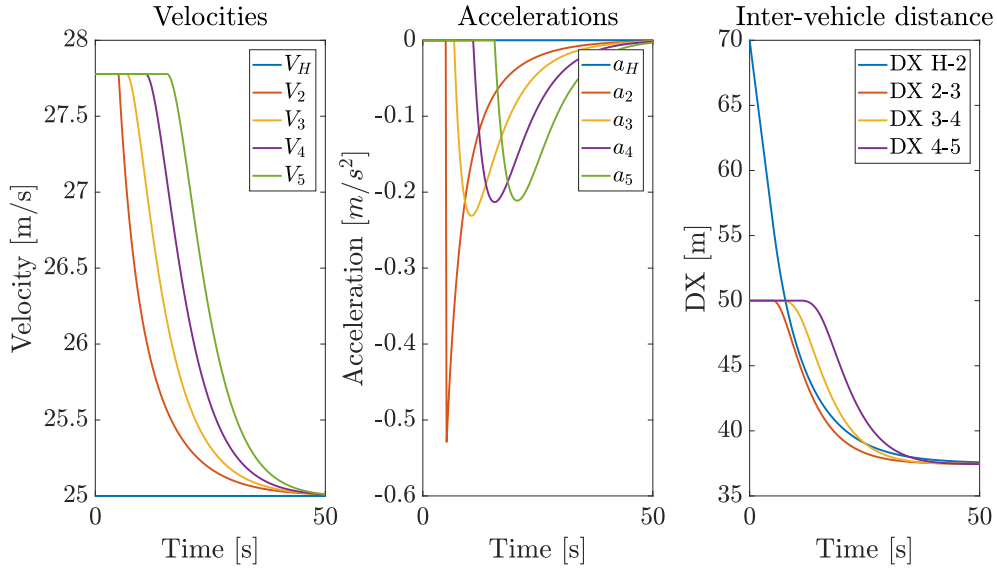 Velocities
28
27.5
27
26.5
26
25.5
25
0
50
Velocity [m/s]
Time [s]
V_H
V_2
V_3
V_4
V_5
Accelerations
0
-0.1
-0.2
-0.3
-0.4
-0.5
-0.6
0
50
Acceleration [m/s^2]
Time [s]
a_H
a_2
a_3
a_4
a_5
Inter-vehicle distance
70
65
60
55
50
45
40
35
0
50
DX [m]
Time [s]
DX H-2
DX 2-3
DX 3-4
DX 4-5